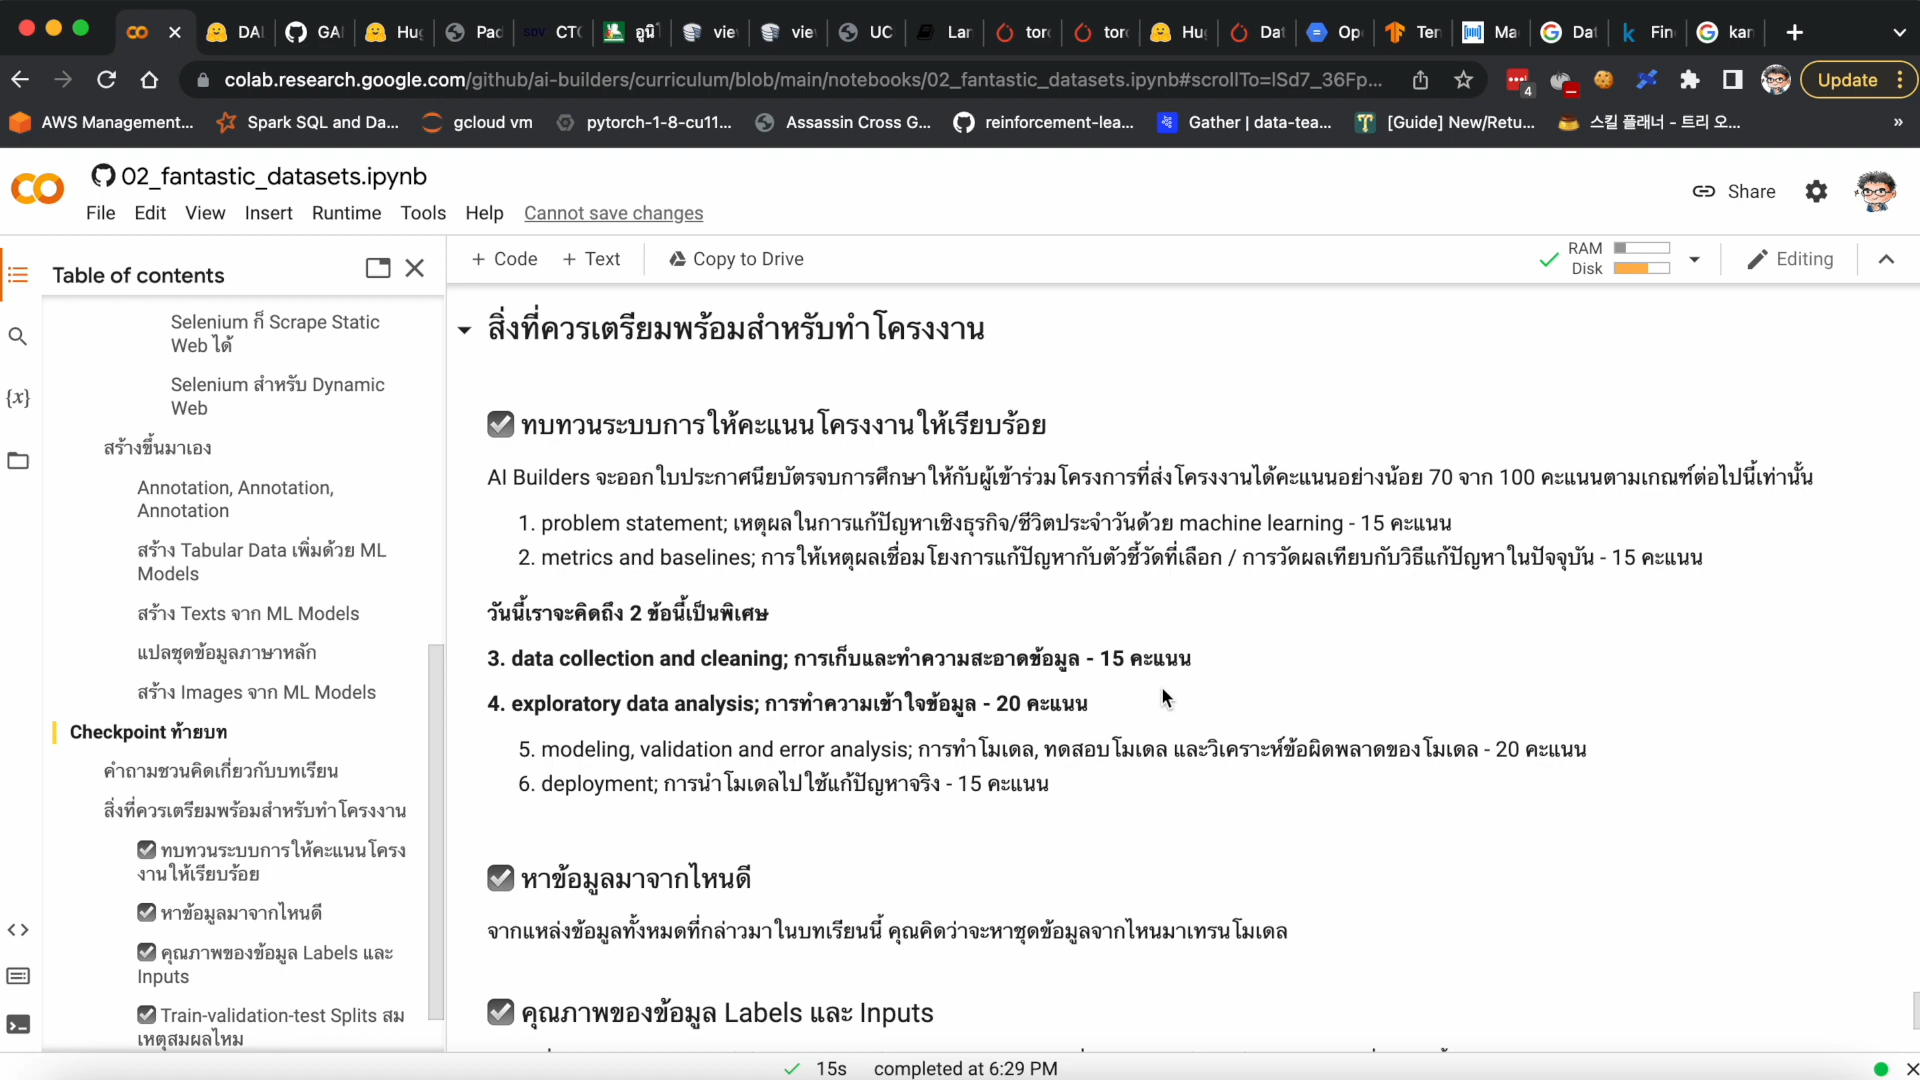 DAI
GAI
Hug
Pad
SDV CTG
อูนิ
vie
vie
UC
Lar
torc
torc
Hug
Dat
Op
Ten
Ma
Dat
Fin
kar
colab.research.google.com/github/ai-builders/curriculum/blob/main/notebooks/02_fantastic_datasets.ipynb#scrollTo=lSd7_36Fp...
4
Update
AWS Management...
Spark SQL and Da...
gcloud vm
pytorch-1-8-cu11...
Assassin Cross G...
reinforcement-lea...
Gather | data-tea...
[Guide] New/Retu...
스킬 플래너 - 트리 오...
»
02_fantastic_datasets.ipynb
File Edit View Insert Runtime Tools Help Cannot save changes
Share
Table of contents
+ Code + Text Copy to Drive
RAM
Disk
Editing
Selenium ก็ Scrape Static
Web ได้
Selenium สำหรับ Dynamic
Web
สร้างขึ้นมาเอง
Annotation, Annotation,
Annotation
สร้าง Tabular Data เพิ่มด้วย ML
Models
สร้าง Texts จาก ML Models
แปลชุดข้อมูลภาษาหลัก
สร้าง Images จาก ML Models
Checkpoint ท้ายบท
คำถามชวนคิดเกี่ยวกับบทเรียน
สิ่งที่ควรเตรียมพร้อมสำหรับทำโครงงาน
ทบทวนระบบการให้คะแนนโครง
งานให้เรียบร้อย
หาข้อมูลมาจากไหนดี
คุณภาพของข้อมูล Labels และ
Inputs
Train-validation-test Splits สม
เหตุสมผลไหม
สิ่งที่ควรเตรียมพร้อมสำหรับทำโครงงาน
ทบทวนระบบการให้คะแนนโครงงานให้เรียบร้อย
AI Builders จะออกใบประกาศนียบัตรจบการศึกษาให้กับผู้เข้าร่วมโครงการที่ส่งโครงงานได้คะแนนอย่างน้อย 70 จาก 100 คะแนนตามเกณฑ์ต่อไปนี้เท่านั้น
1. problem statement; เหตุผลในการแก้ปัญหาเชิงธุรกิจ/ชีวิตประจำวันด้วย machine learning - 15 คะแนน
2. metrics and baselines; การให้เหตุผลเชื่อมโยงการแก้ปัญหากับตัวชี้วัดที่เลือก / การวัดผลเทียบกับวิธีแก้ปัญหาในปัจจุบัน - 15 คะแนน
วันนี้เราจะคิดถึง 2 ข้อนี้เป็นพิเศษ
3. data collection and cleaning; การเก็บและทำความสะอาดข้อมูล - 15 คะแนน
4. exploratory data analysis; การทำความเข้าใจข้อมูล - 20 คะแนน
5. modeling, validation and error analysis; การทำโมเดล, ทดสอบโมเดล และวิเคราะห์ข้อผิดพลาดของโมเดล - 20 คะแนน
6. deployment; การนำโมเดลไปใช้แก้ปัญหาจริง - 15 คะแนน
หาข้อมูลมาจากไหนดี
จากแหล่งข้อมูลทั้งหมดที่กล่าวมาในบทเรียนนี้ คุณคิดว่าจะหาชุดข้อมูลจากไหนมาเทรนโมเดล
คุณภาพของข้อมูล Labels และ Inputs
15s completed at 6:29 PM